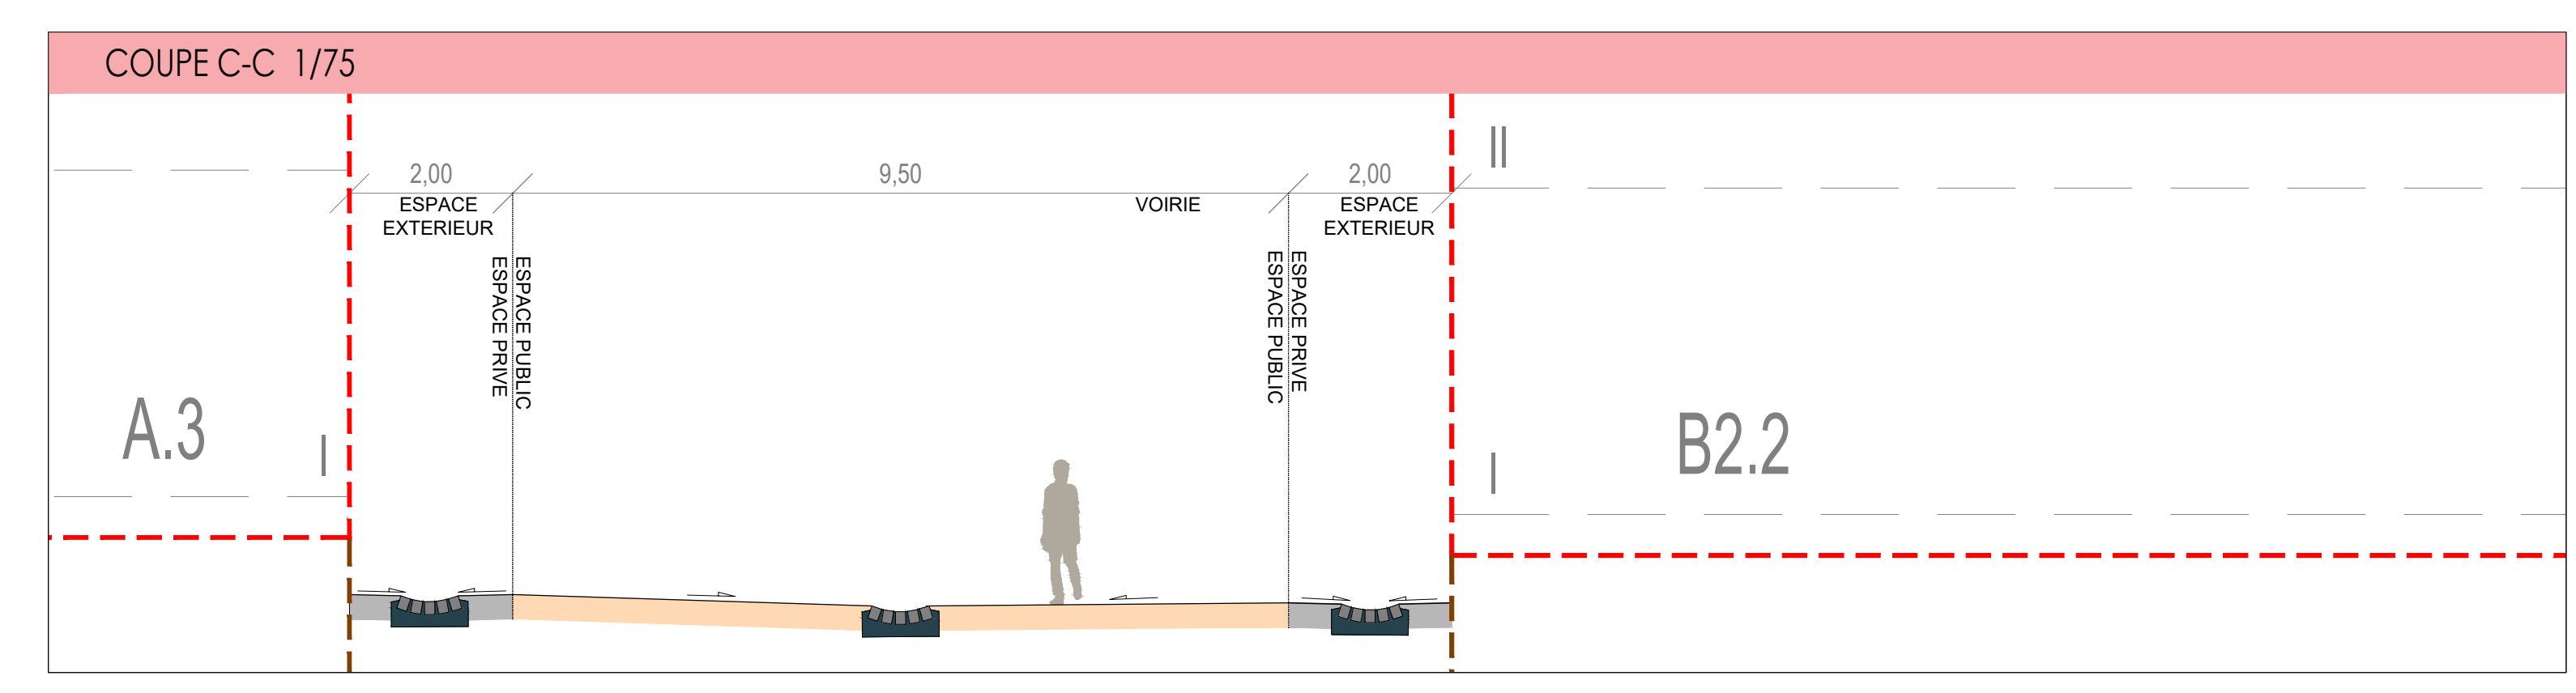 COUPE C-C 1/75
2,00
9,50
2,00
II
ESPACE
EXTERIEUR
VOIRIE
ESPACE
EXTERIEUR
ESPACE PUBLIC
ESPACE PRIVE
ESPACE PRIVE
ESPACE PUBLIC
A.3
I
B2.2
I